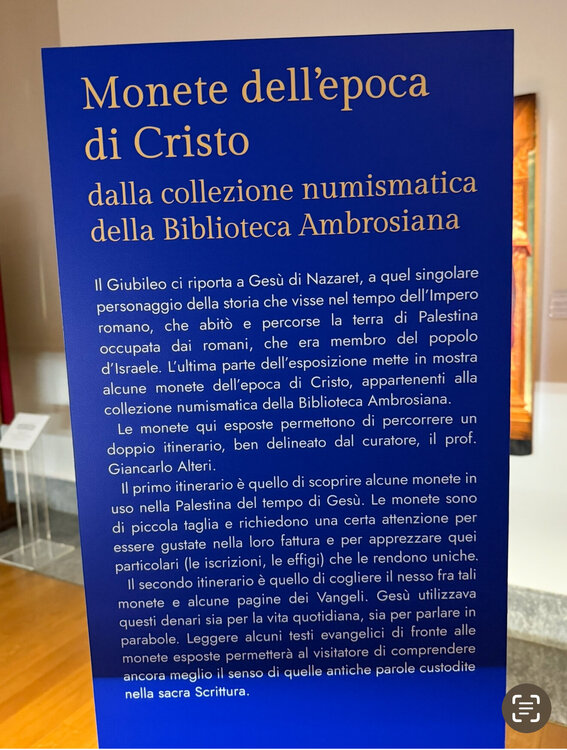 Monete dell'epoca
di Cristo
dalla collezione numismatica
della Biblioteca Ambrosiana
Il Giubileo ci riporta a Gesù di Nazaret, a quel singolare
personaggio della storia che visse nel tempo dell'Impero
romano, che abitò e percorse la terra di Palestina
occupata dai romani, che era membro del popolo
d'Israele. L'ultima parte dell'esposizione mette in mostra
alcune monete dell'epoca di Cristo, appartenenti alla
collezione numismatica della Biblioteca Ambrosiana.
Le monete qui esposte permettono di percorrere un
doppio itinerario, ben delineato dal curatore, il prof.
Giancarlo Alteri.
Il primo itinerario è quello di scoprire alcune monete in
uso nella Palestina del tempo di Gesù. Le monete sono
di piccola taglia e richiedono una certa attenzione per
essere gustate nella loro fattura e per apprezzare quei
particolari (le iscrizioni, le effigi) che le rendono uniche.
Il secondo itinerario è quello di cogliere il nesso fra tali
monete e alcune pagine dei Vangeli. Gesù utilizzava
questi denari sia per la vita quotidiana, sia per parlare in
parabole. Leggere alcuni testi evangelici di fronte alle
monete esposte permetterà al visitatore di comprendere
ancora meglio il senso di quelle antiche parole custodite
nella sacra Scrittura.